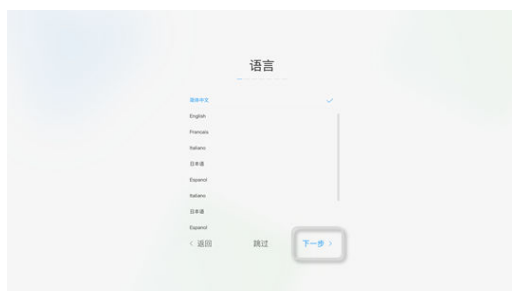 语言
简体中文
English
Francais
Italiano
日本语
Espanol
Italiano
日本语
Espanol
返回 跳过 下一步